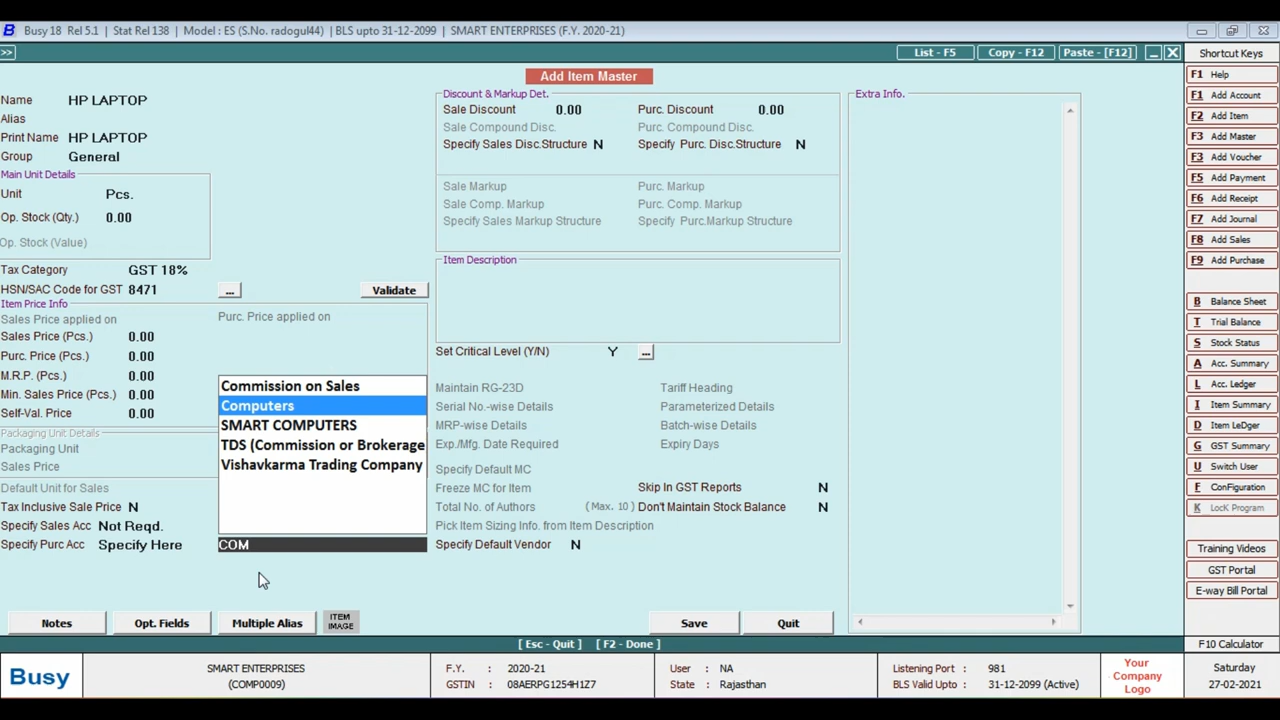 Busy 18 Rel 5.1 | Stat Rel 138 | Model : ES (S.No. radogul44) | BLS upto 31-12-2099 | SMART ENTERPRISES (F.Y. 2020-21)
>> List - F5 Copy - F12 Paste - [F12]
Add Item Master
Name HP LAPTOP
Alias
Print Name HP LAPTOP
Group General
Main Unit Details
Unit Pcs.
Op. Stock (Qty.) 0.00
Op. Stock (Value)
Tax Category GST 18%
HSN/SAC Code for GST 8471 ... Validate
Item Price Info
Sales Price applied on Purc. Price applied on
Sales Price (Pcs.) 0.00
Purc. Price (Pcs.) 0.00
M.R.P. (Pcs.) 0.00
Min. Sales Price (Pcs.) 0.00
Self-Val. Price 0.00
Packaging Unit Details
Packaging Unit
Sales Price
Default Unit for Sales
Tax Inclusive Sale Price N
Specify Sales Acc Not Reqd.
Specify Purc Acc Specify Here COM
Commission on Sales
Computers
SMART COMPUTERS
TDS (Commission or Brokerage
Vishavkarma Trading Company
Discount & Markup Det.
Sale Discount 0.00 Purc. Discount 0.00
Sale Compound Disc. Purc. Compound Disc.
Specify Sales Disc.Structure N Specify Purc. Disc.Structure N
Sale Markup Purc. Markup
Sale Comp. Markup Purc. Comp. Markup
Specify Sales Markup Structure Specify Purc.Markup Structure
Item Description
Set Critical Level (Y/N) Y ...
Maintain RG-23D Tariff Heading
Serial No.-wise Details Parameterized Details
MRP-wise Details Batch-wise Details
Exp./Mfg. Date Required Expiry Days
Specify Default MC
Freeze MC for Item Skip In GST Reports N
Total No. of Authors ( Max. 10 ) Don't Maintain Stock Balance N
Pick Item Sizing Info. from Item Description
Specify Default Vendor N
Extra Info.
Notes Opt. Fields Multiple Alias ITEM IMAGE Save Quit
[ Esc - Quit ] [ F2 - Done ]
Shortcut Keys
F1 Help
F1 Add Account
F2 Add Item
F3 Add Master
F3 Add Voucher
F5 Add Payment
F6 Add Receipt
F7 Add Journal
F8 Add Sales
F9 Add Purchase
B Balance Sheet
T Trial Balance
S Stock Status
A Acc. Summary
L Acc. Ledger
I Item Summary
D Item LeDger
G GST Summary
U Switch User
F ConFiguration
K LocK Program
Training Videos
GST Portal
E-way Bill Portal
F10 Calculator
Busy
SMART ENTERPRISES
(COMP0009)
F.Y. : 2020-21
GSTIN : 08AERPG1254H1Z7
User : NA
State : Rajasthan
Listening Port : 981
BLS Valid Upto : 31-12-2099 (Active)
Your
Company
Logo
Saturday
27-02-2021